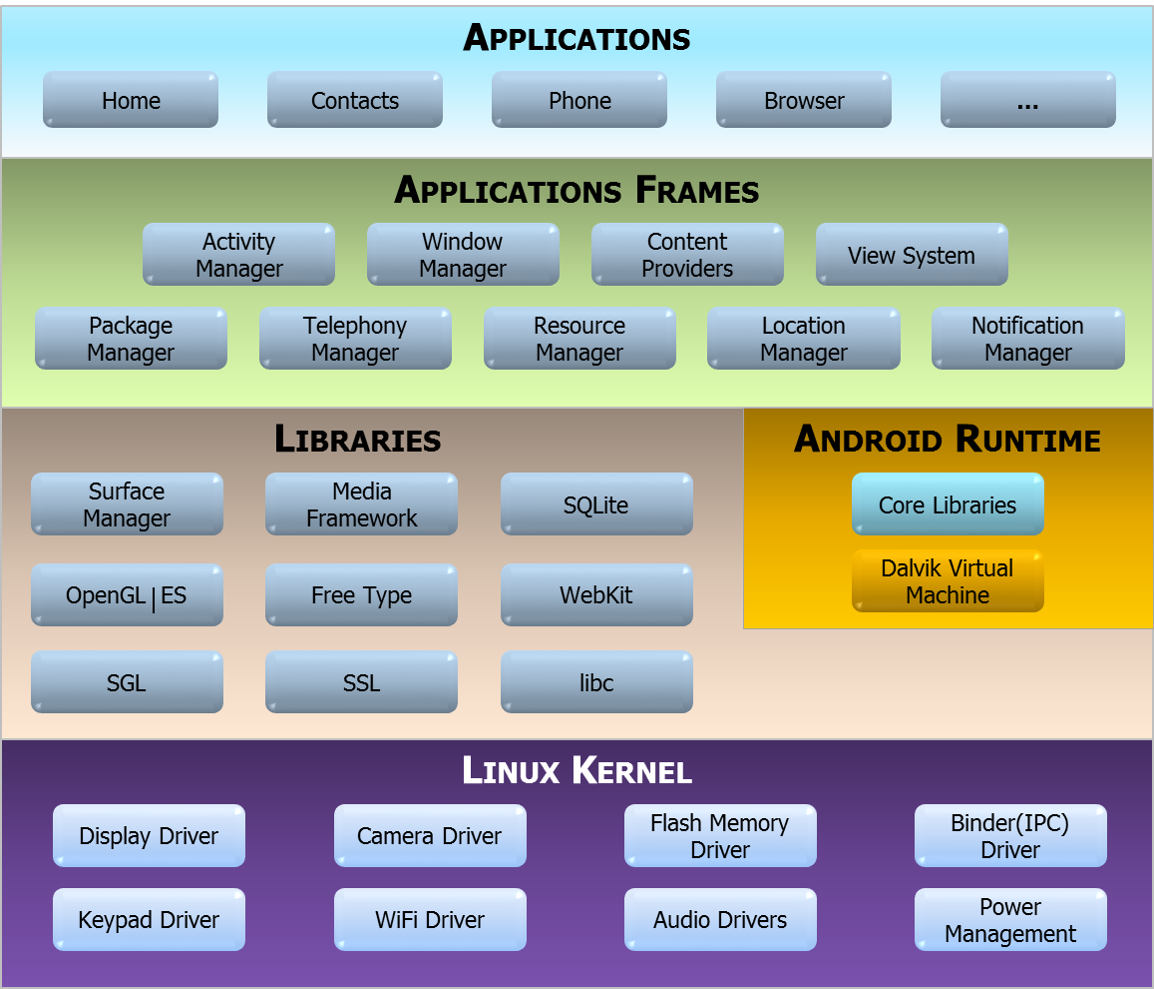 APPLICATIONS
Home
Contacts
Phone
Browser
...
APPLICATIONS FRAMES
Activity
Manager
Window
Manager
Content
Providers
View System
Package
Manager
Telephony
Manager
Resource
Manager
Location
Manager
Notification
Manager
LIBRARIES
Surface
Manager
Media
Framework
SQLite
OpenGL|ES
Free Type
WebKit
SGL
SSL
libc
ANDROID RUNTIME
Core Libraries
Dalvik Virtual
Machine
LINUX KERNEL
Display Driver
Camera Driver
Flash Memory
Driver
Binder(IPC)
Driver
Keypad Driver
WiFi Driver
Audio Drivers
Power
Management